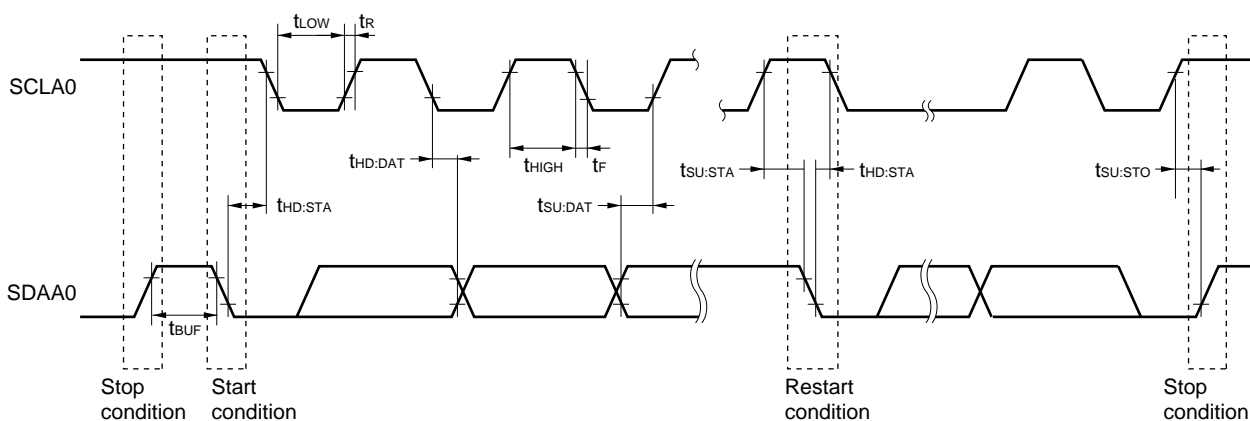 tLOW tR
SCLA0
tHD:DAT tHIGH tF tSU:STA tHD:STA tSU:STO
tHD:STA tSU:DAT
SDAA0
tBUF
Stop condition
Start condition
Restart condition
Stop condition